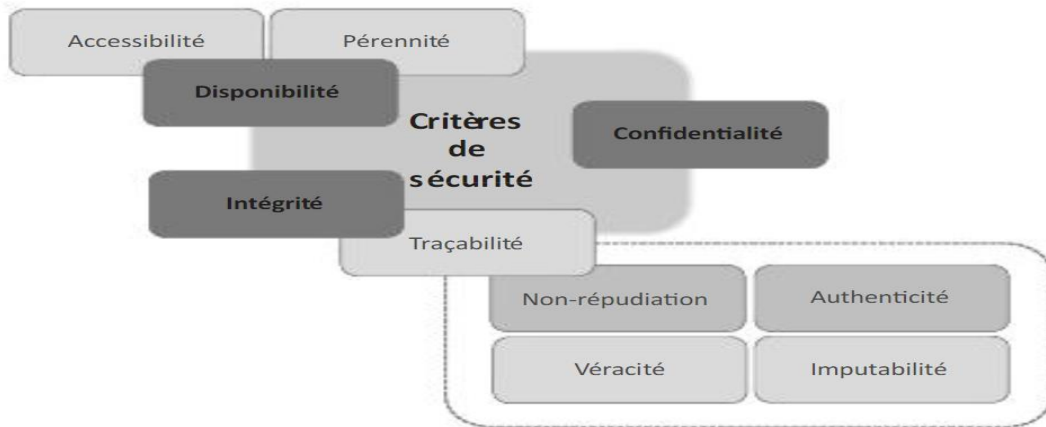 Accessibilité
Pérennité
Disponibilité
Critères
de
sécurité
Confidentialité
Intégrité
Traçabilité
Non-répudiation
Authenticité
Véracité
Imputabilité